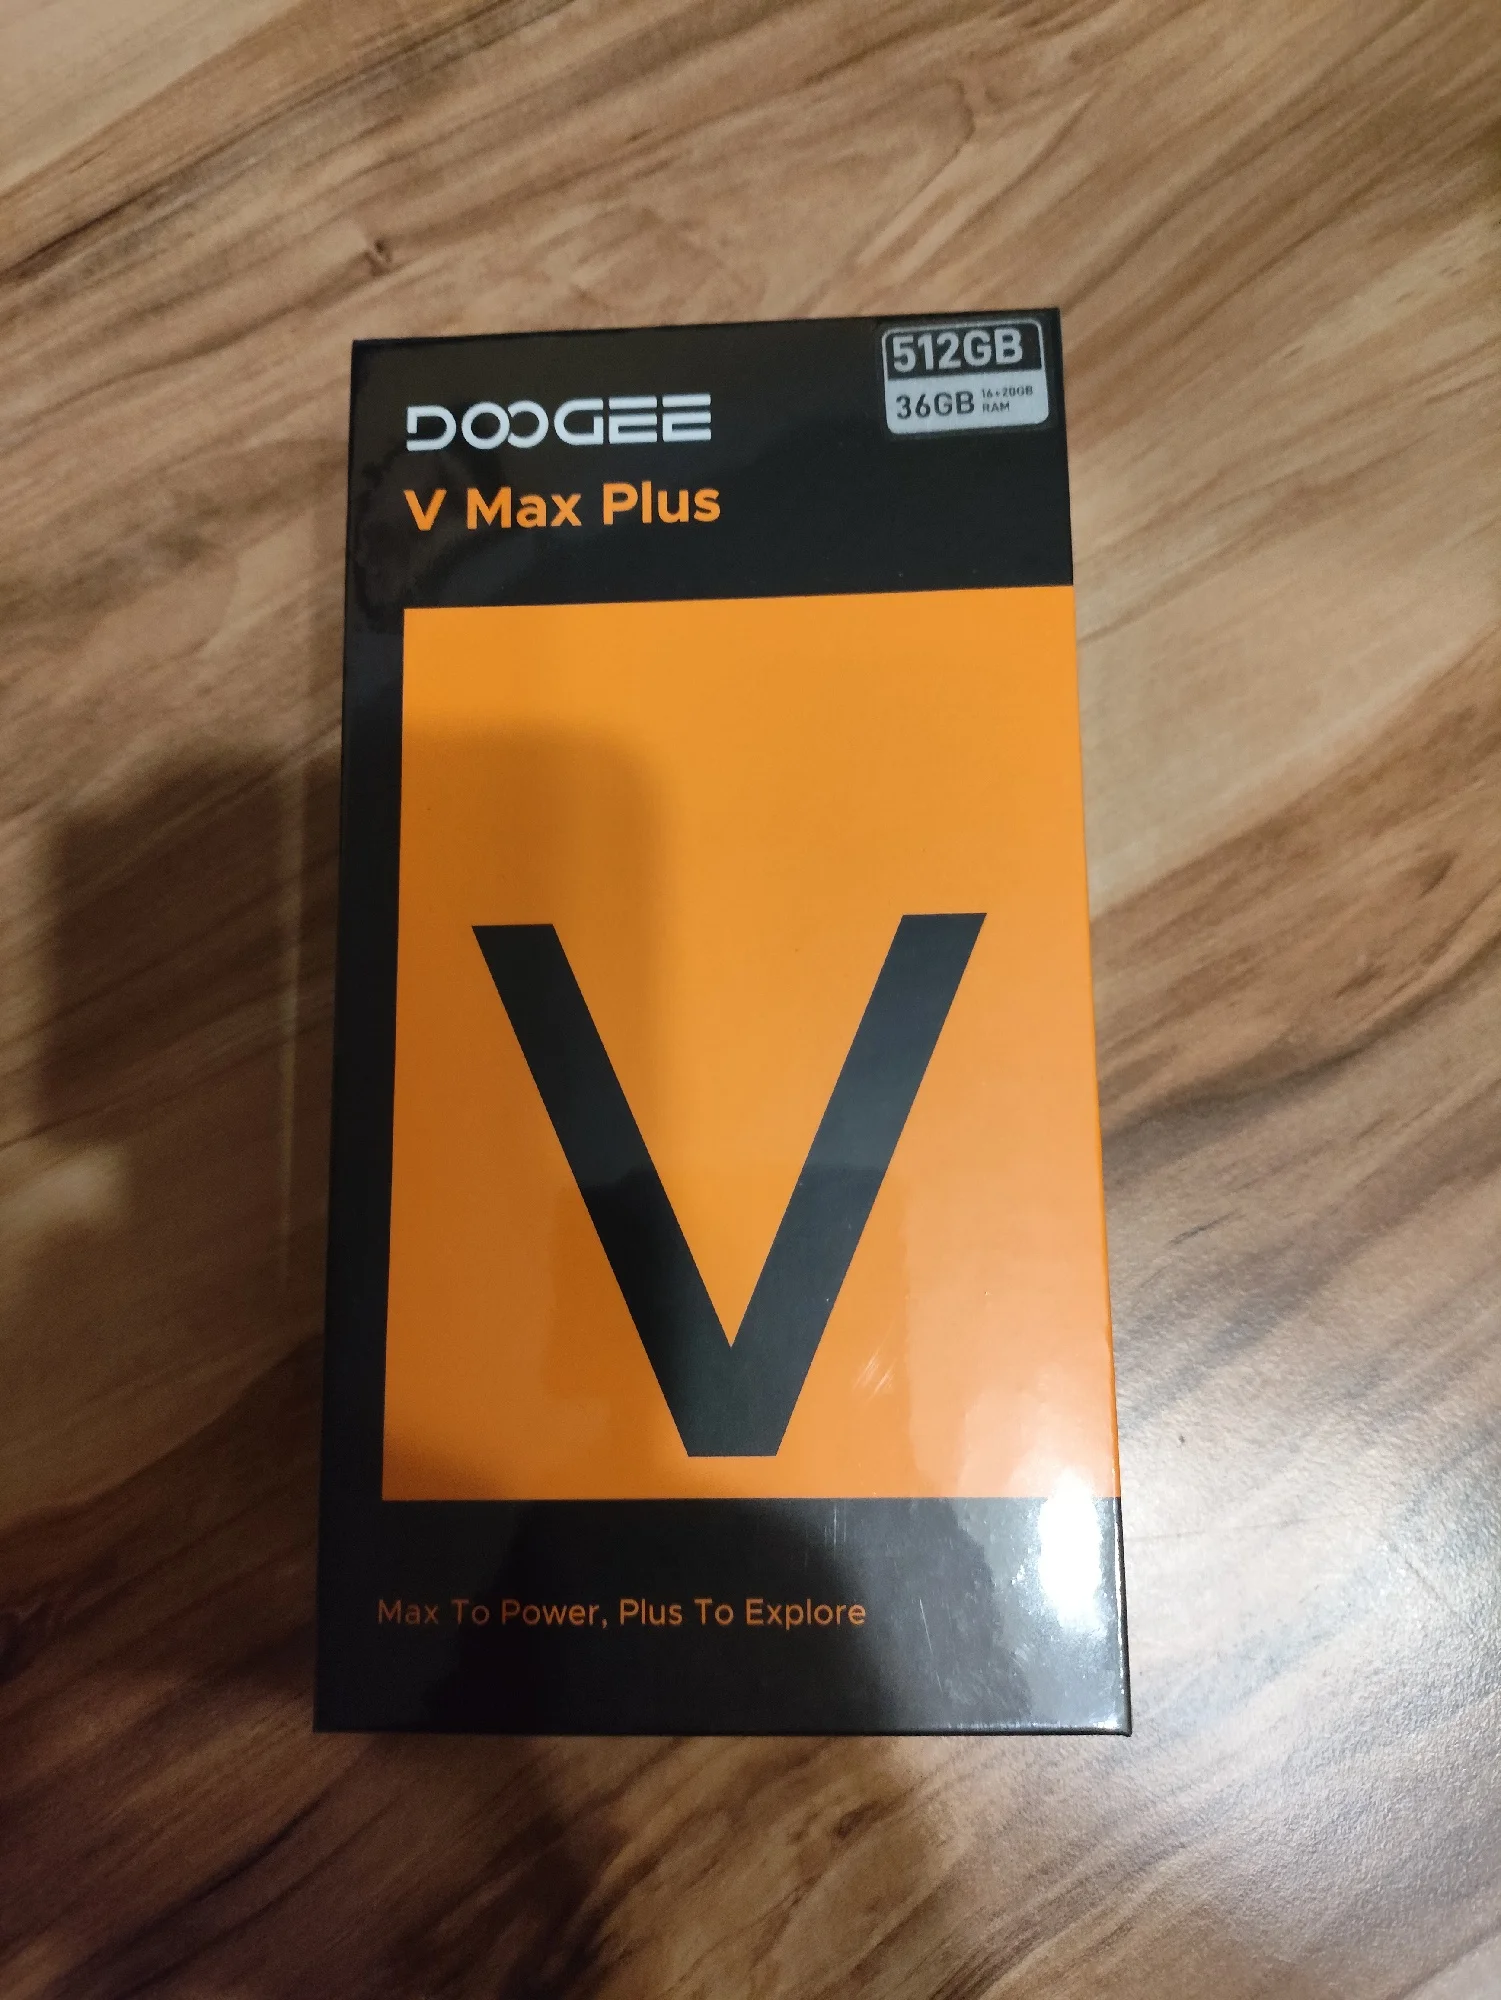 DOOGEE
V Max Plus
512GB
36GB 16+20GB
RAM
V
Max To Power, Plus To Explore